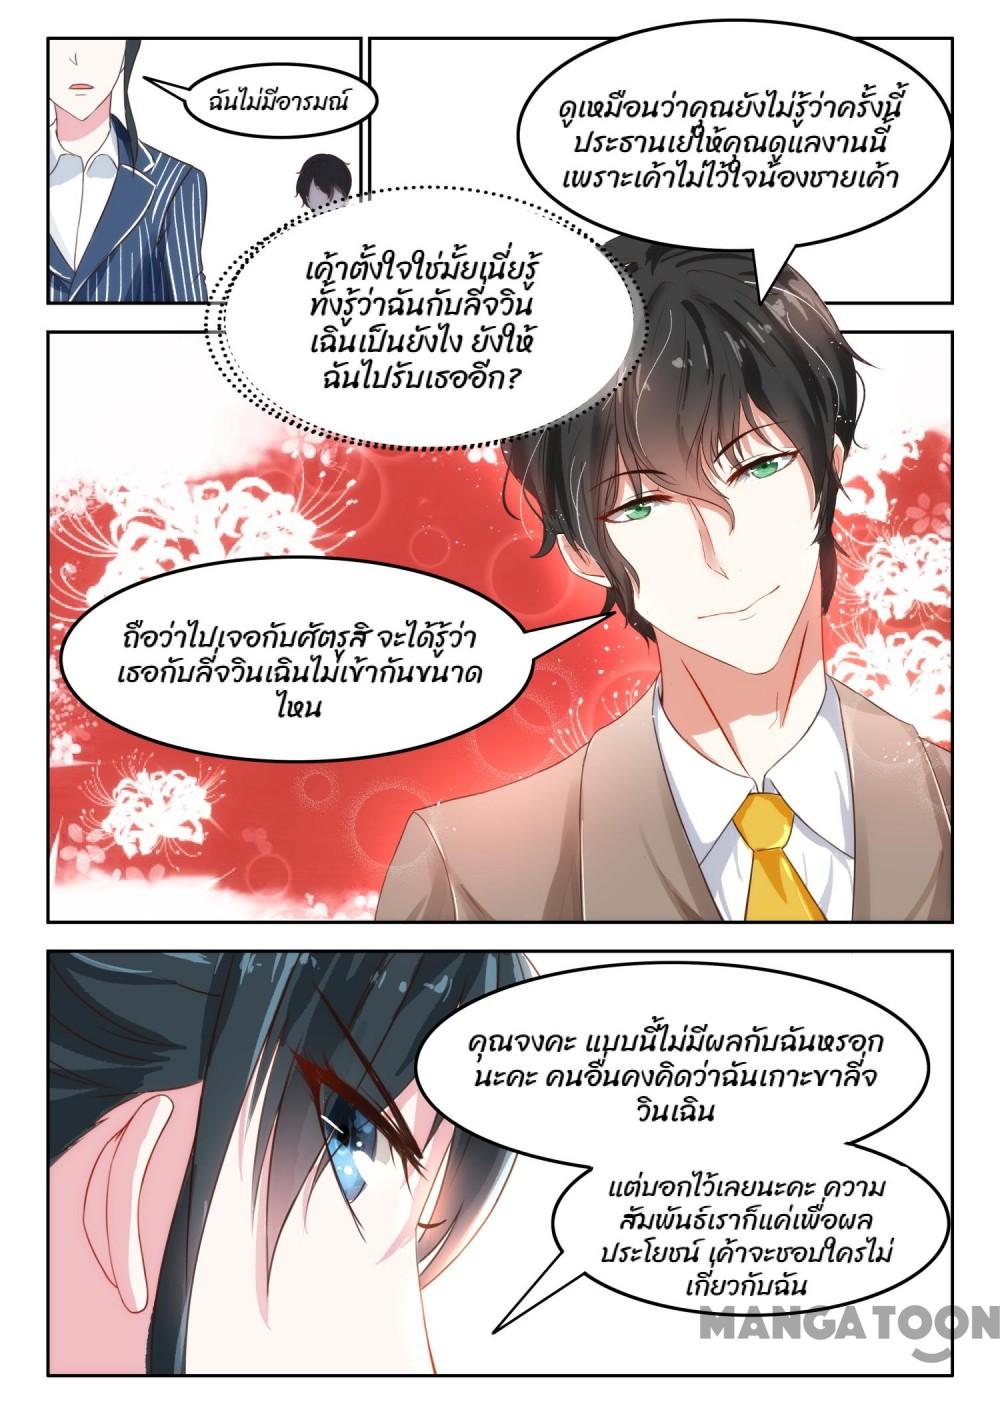 ฉันไม่มีอารมณ์
ดูเหมือนว่าคุณยังไม่รู้ว่าครั้งนี้
ประธานเย่ให้คุณดูแลงานนี้
เพราะเค้าไม่ไว้ใจน้องชายเค้า
เค้าตั้งใจใช่มั้ยเนี่ยรู้
ทั้งรู้ว่าฉันกับลี่จวิน
เฉินเป็นยังไง ยังให้
ฉันไปรับเธออีก?
ถือว่าไปเจอกับศัตรูสิ จะได้รู้ว่า
เธอกับลี่จวินเฉินไม่เข้ากันขนาด
ไหน
คุณจงคะ แบบนี้ไม่มีผลกับฉันหรอก
นะคะ คนอื่นคงคิดว่าฉันเกาะขาลี่จ
วินเฉิน
แต่บอกไว้เลยนะคะ ความ
สัมพันธ์เราก็แค่เพื่อผล
ประโยชน์ เค้าจะชอบใครไม่
เกี่ยวกับฉัน
MANGATOON